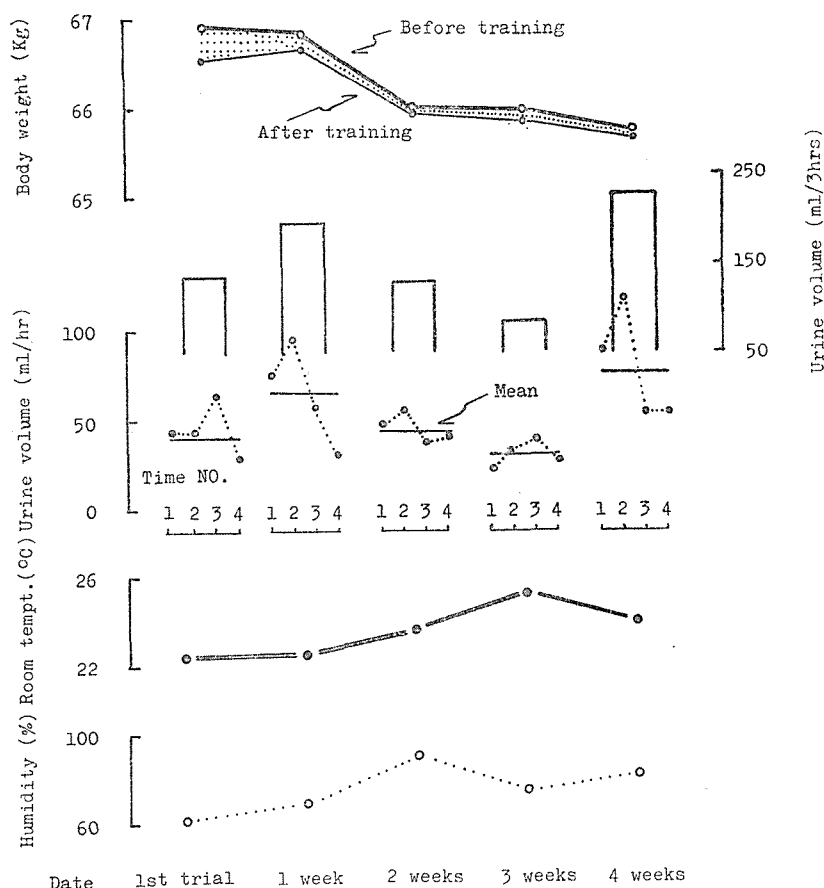 Body weight (Kg)
67
66
65
Before training
After training
Urine volume (ml/3hrs)
250
150
50
Urine volume (ml/hr)
100
50
0
Mean
Time NO.
1 2 3 4
1 2 3 4
1 2 3 4
1 2 3 4
1 2 3 4
Room tempt.(°C)
26
22
Humidity (%)
100
60
Date 1st trial 1 week 2 weeks 3 weeks 4 weeks